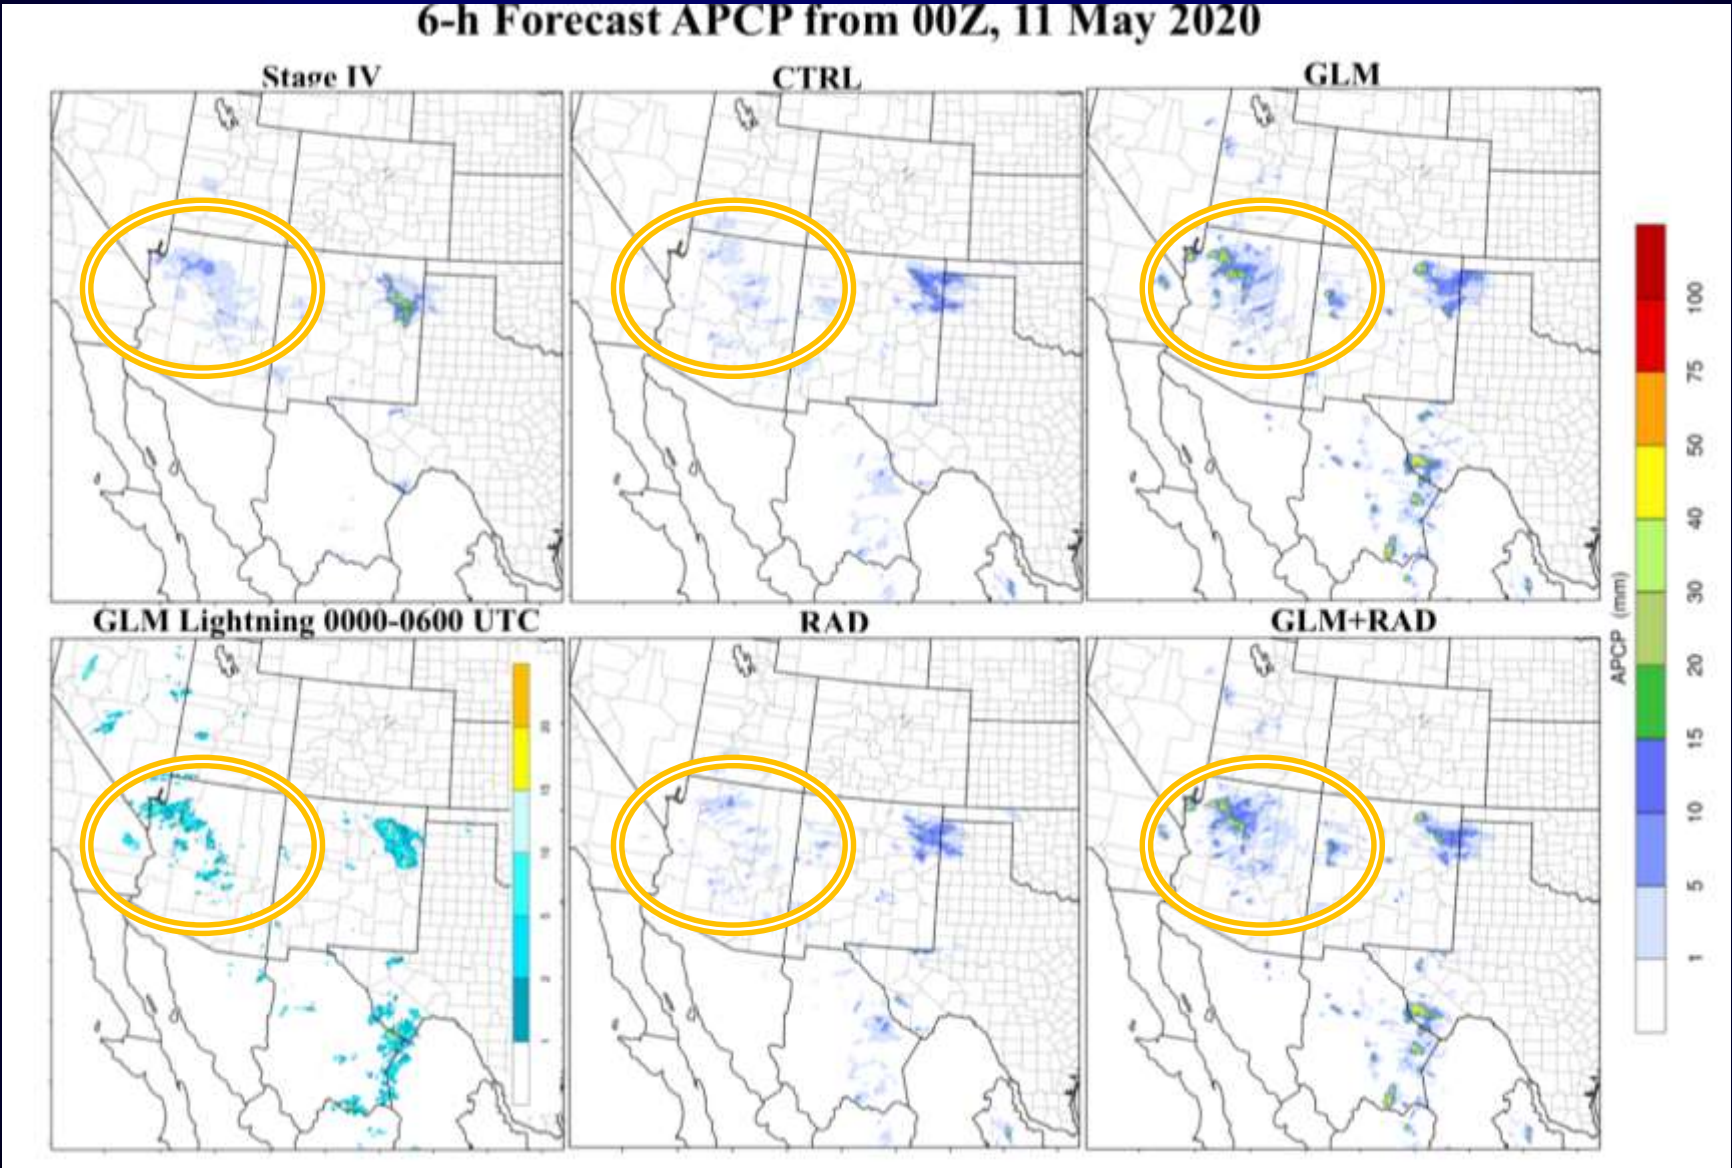 6-h Forecast APCP from 00Z, 11 May 2020
Stage IV
CTRL
GLM
GLM Lightning 0000-0600 UTC
RAD
GLM+RAD
100
75
50
40
30
20
15
10
5
1
APCP (mm)